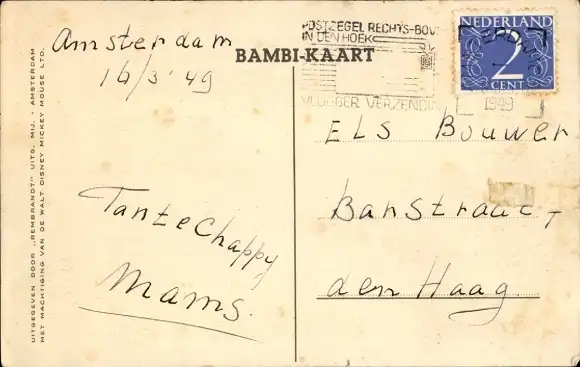 Amsterdam
16/3 '49
BAMBI-KAART
POSTZEGEL RECHTS-BOV
IN DEN HOEK
VLUGGER VERZENDIN
1949
NEDERLAND
2
CENT
Tante Chappy
Mams.
ELS Bouwer
Banstraat
den Haag.
UITGEGEVEN DOOR „REMBRANDT" UITG. MIJ. - AMSTERDAM
MET MACHTIGING VAN DE WALT DISNEY MICKEY MOUSE LTD.